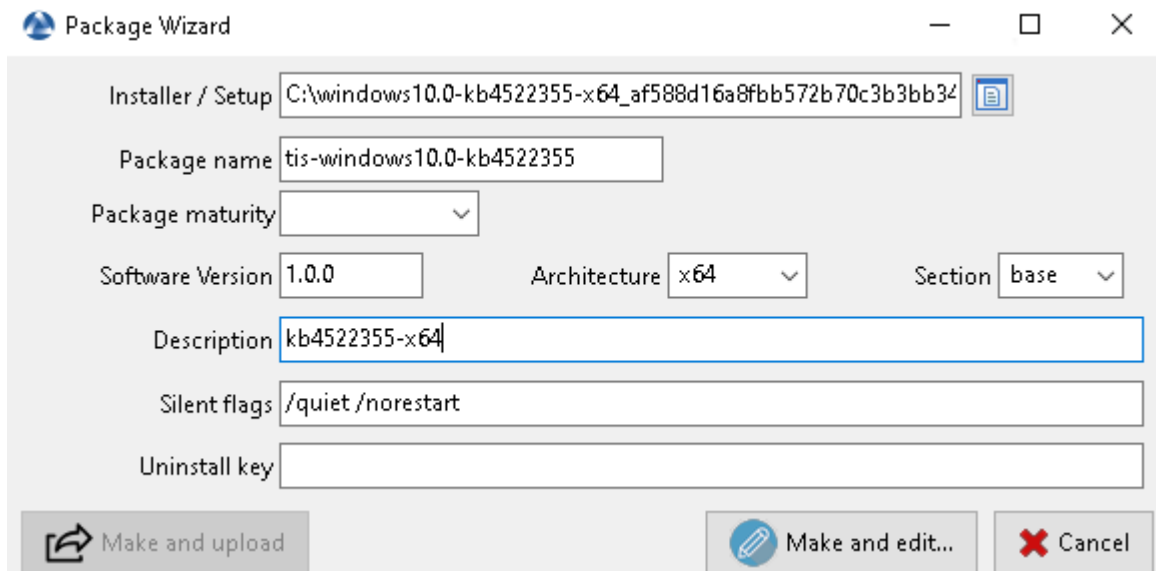 Package Wizard
Installer / Setup C:\windows10.0-kb4522355-x64_af588d16a8fbb572b70c3b3bb34
Package name tis-windows10.0-kb4522355
Package maturity
Software Version 1.0.0 Architecture x64 Section base
Description kb4522355-x64
Silent flags /quiet /norestart
Uninstall key
Make and upload Make and edit... Cancel